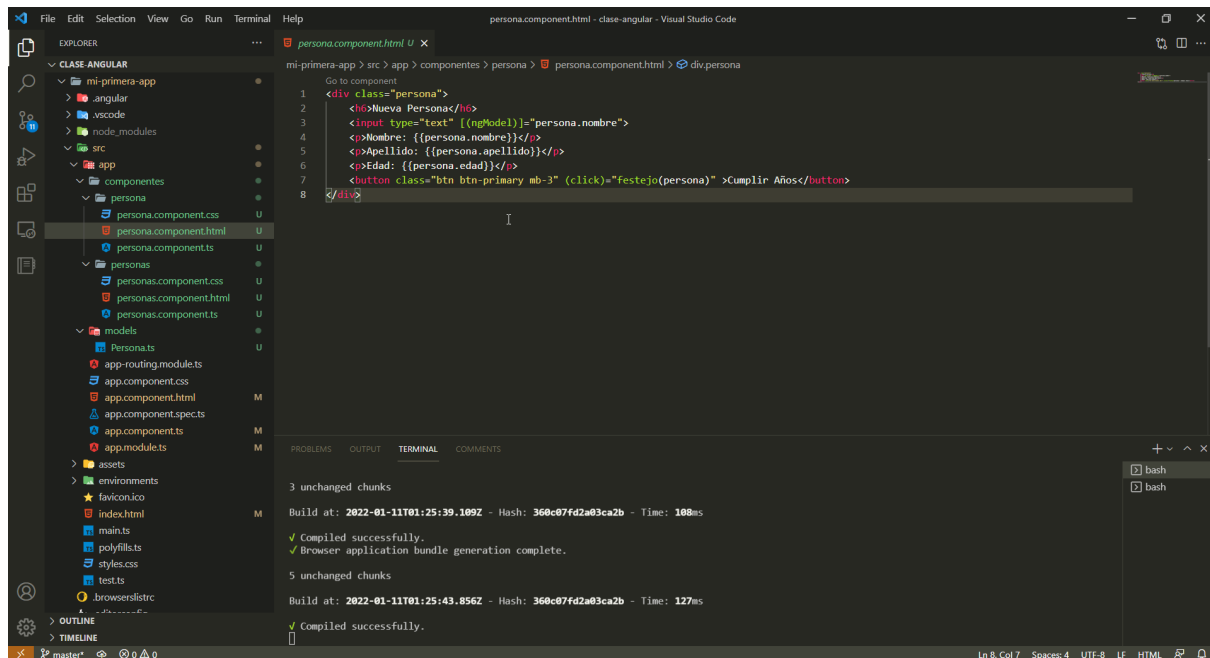 File Edit Selection View Go Run Terminal Help
persona.component.html - clase-angular - Visual Studio Code
EXPLORER
CLASE-ANGULAR
mi-primera-app
.angular
.vscode
node_modules
src
app
componentes
persona
persona.component.css U
persona.component.html U
persona.component.ts U
personas
personas.component.css U
personas.component.html U
personas.component.ts U
models
Persona.ts U
app-routing.module.ts
app.component.css
app.component.html M
app.component.spec.ts
app.component.ts M
app.module.ts M
assets
environments
favicon.ico
index.html M
main.ts
polyfills.ts
styles.css
test.ts
.browserslistrc
OUTLINE
TIMELINE
11
persona.component.html U
mi-primera-app > src > app > componentes > persona > persona.component.html > div.persona
Go to component
1 <div class="persona">
2 <h6>Nueva Persona</h6>
3 <input type="text" [(ngModel)]="persona.nombre">
4 <p>Nombre: {{persona.nombre}}</p>
5 <p>Apellido: {{persona.apellido}}</p>
6 <p>Edad: {{persona.edad}}</p>
7 <button class="btn btn-primary mb-3" (click)="festejo(persona)" >Cumplir Años</button>
8 </div>
PROBLEMS OUTPUT TERMINAL COMMENTS
3 unchanged chunks
Build at: 2022-01-11T01:25:39.109Z - Hash: 360c07fd2a03ca2b - Time: 108ms
√ Compiled successfully.
√ Browser application bundle generation complete.
5 unchanged chunks
Build at: 2022-01-11T01:25:43.856Z - Hash: 360c07fd2a03ca2b - Time: 127ms
√ Compiled successfully.
bash
bash
master* 0 0
Ln 8, Col 7 Spaces: 4 UTF-8 LF HTML